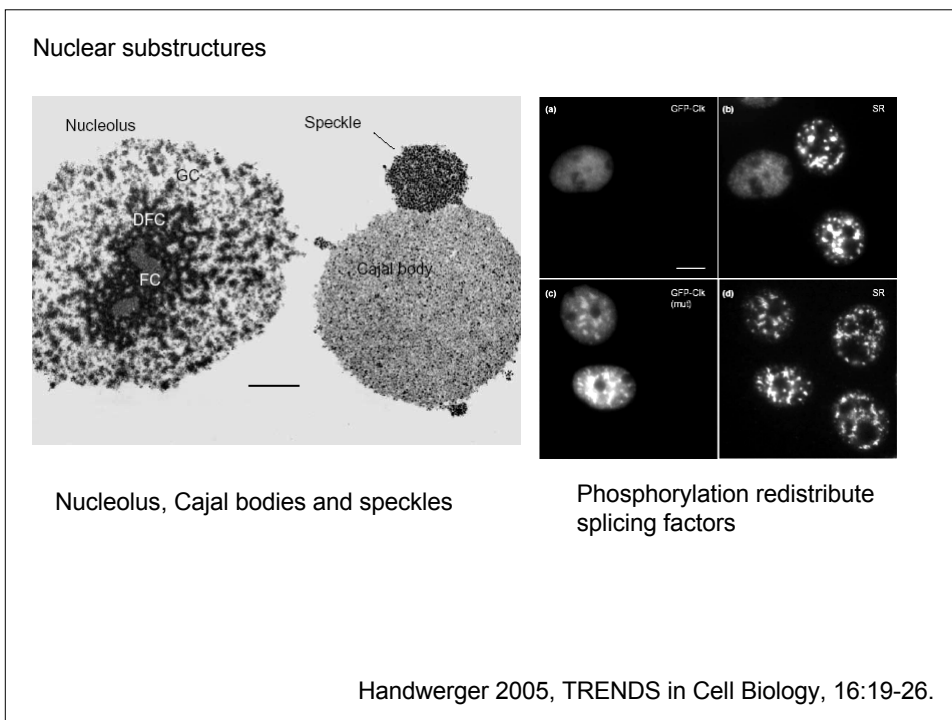 Nuclear substructures
Nucleolus
Speckle
GC
DFC
FC
Cajal body
(a)
GFP-Clk
(b)
SR
(c)
GFP-Clk
(mut)
(d)
SR
Nucleolus, Cajal bodies and speckles
Phosphorylation redistribute
splicing factors
Handwerger 2005, TRENDS in Cell Biology, 16:19-26.